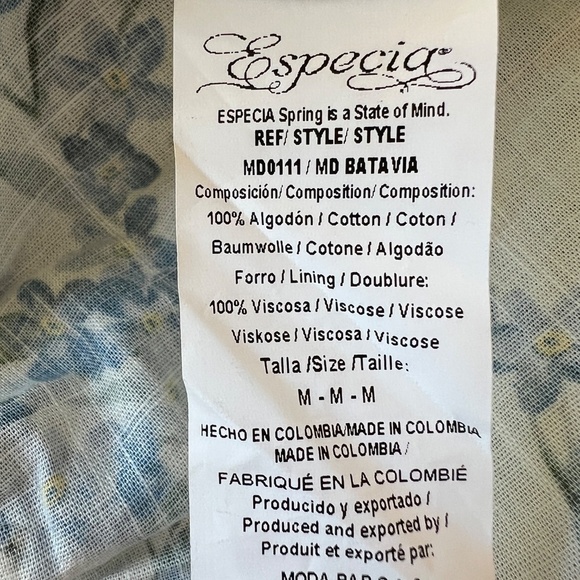 Especia®
ESPECIA Spring is a State of Mind.
REF/ STYLE/ STYLE
MD0111 / MD BATAVIA
Composición/ Composition/ Composition:
100% Algodón / Cotton / Coton /
Baumwolle / Cotone / Algodão
Forro / Lining / Doublure:
100% Viscosa / Viscose / Viscose
Viskose / Viscosa / Viscose
Talla /Size /Taille:
M - M - M
HECHO EN COLOMBIA/MADE IN COLOMBIA
MADE IN COLOMBIA /
FABRIQUÉ EN LA COLOMBIÉ
Producido y exportado /
Produced and exported by /
Produit et exporté par:
MODA